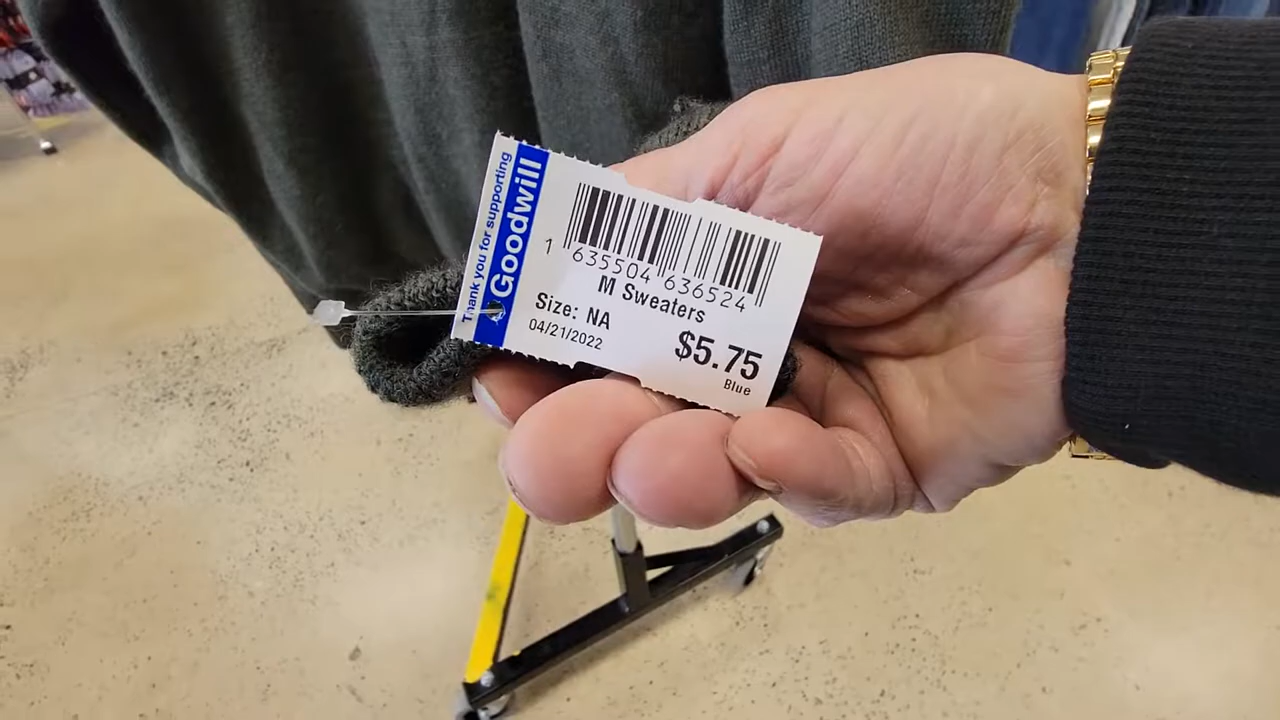 Thank you for supporting
Goodwill
1 635504 636524
M Sweaters
Size: NA
04/21/2022
$5.75
Blue